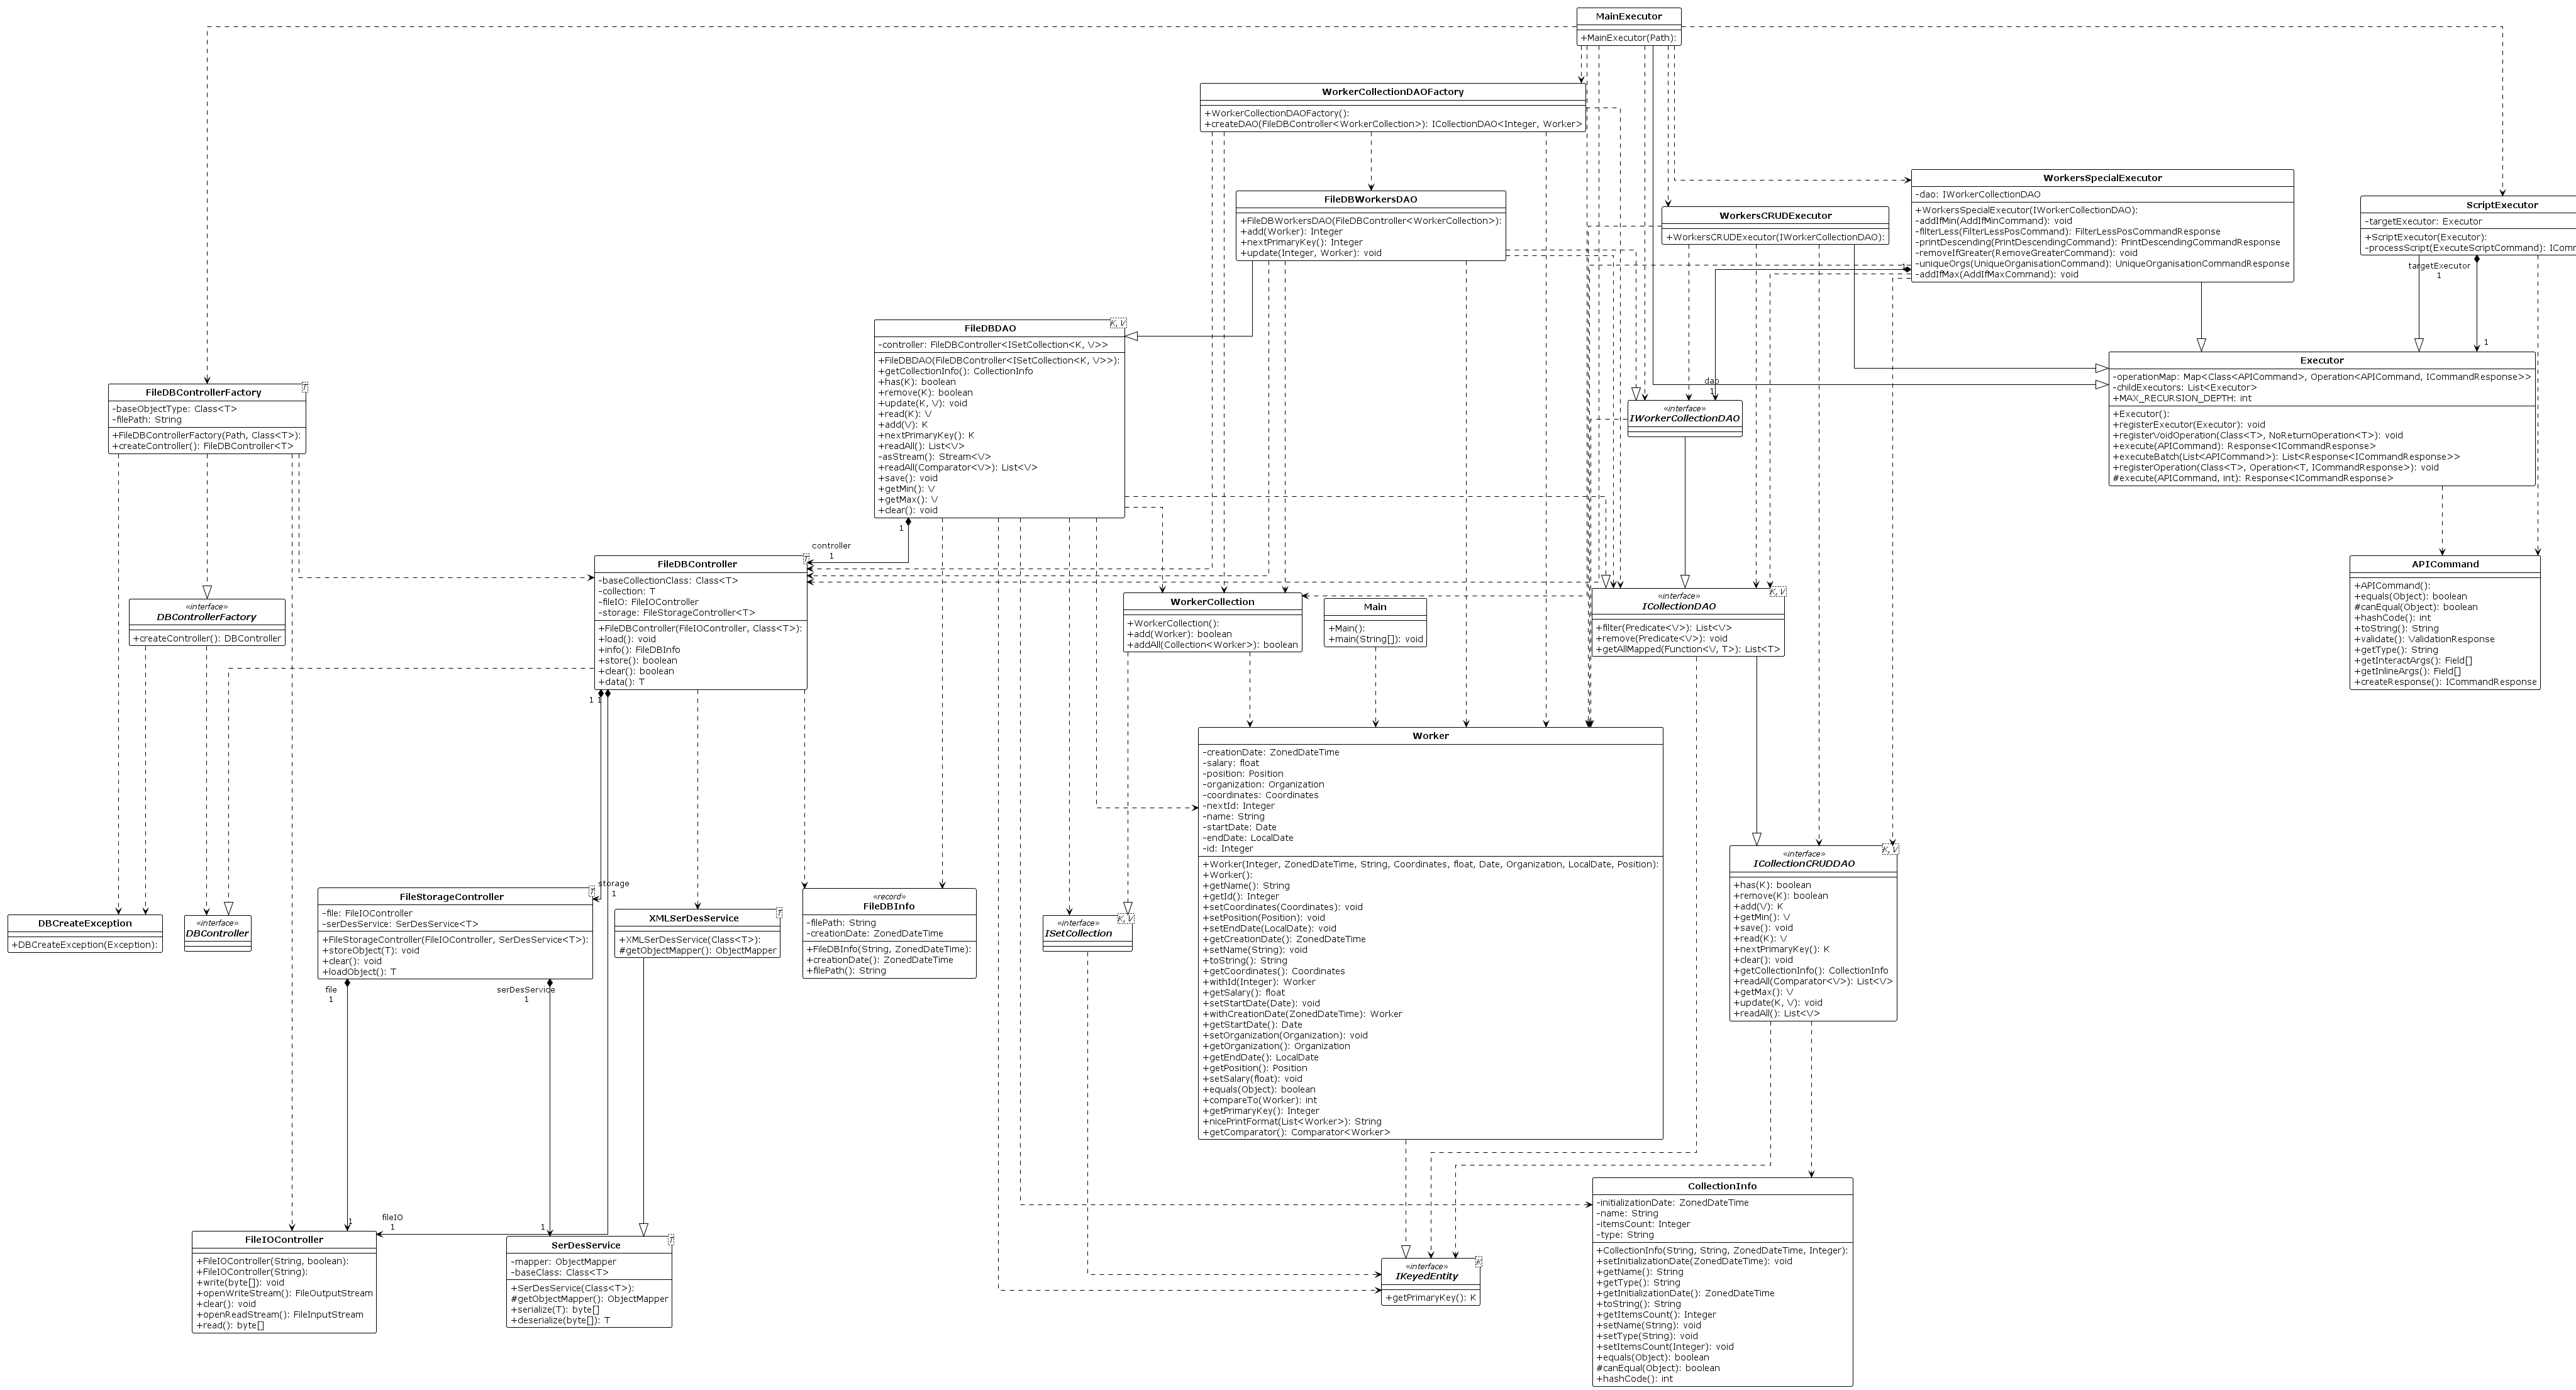 MainExecutor
+MainExecutor(Path):
WorkerCollectionDAOFactory
+WorkerCollectionDAOFactory():
+createDAO(FileDBController<WorkerCollection>): ICollectionDAO<Integer, Worker>
WorkersSpecialExecutor
-dao: IWorkerCollectionDAO
+WorkersSpecialExecutor(IWorkerCollectionDAO):
-addIfMin(AddIfMinCommand): void
-filterLess(FilterLessPosCommand): FilterLessPosCommandResponse
-printDescending(PrintDescendingCommand): PrintDescendingCommandResponse
-removeIfGreater(RemoveGreaterCommand): void
-uniqueOrgs(UniqueOrganisationCommand): UniqueOrganisationCommandResponse
-addIfMax(AddIfMaxCommand): void
FileDBWorkersDAO
+FileDBWorkersDAO(FileDBController<WorkerCollection>):
+add(Worker): Integer
+nextPrimaryKey(): Integer
+update(Integer, Worker): void
WorkersCRUDExecutor
+WorkersCRUDExecutor(IWorkerCollectionDAO):
ScriptExecutor
-targetExecutor: Executor
+ScriptExecutor(Executor):
-processScript(ExecuteScriptCommand): IComm
targetExecutor
1
1
FileDBDAO
K, V
-controller: FileDBController<ISetCollection<K, V>>
+FileDBDAO(FileDBController<ISetCollection<K, V>>):
+getCollectionInfo(): CollectionInfo
+has(K): boolean
+remove(K): boolean
+update(K, V): void
+read(K): V
+add(V): K
+nextPrimaryKey(): K
+readAll(): List<V>
-asStream(): Stream<V>
+readAll(Comparator<V>): List<V>
+save(): void
+getMin(): V
+getMax(): V
+clear(): void
1
controller
1
Executor
-operationMap: Map<Class<APICommand>, Operation<APICommand, ICommandResponse>>
-childExecutors: List<Executor>
+MAX_RECURSION_DEPTH: int
+Executor():
+registerExecutor(Executor): void
+registerVoidOperation(Class<T>, NoReturnOperation<T>): void
+execute(APICommand): Response<ICommandResponse>
+executeBatch(List<APICommand>): List<Response<ICommandResponse>>
+registerOperation(Class<T>, Operation<T, ICommandResponse>): void
#execute(APICommand, int): Response<ICommandResponse>
dao
1
«interface»
IWorkerCollectionDAO
FileDBControllerFactory
-baseObjectType: Class<T>
-filePath: String
+FileDBControllerFactory(Path, Class<T>):
+createController(): FileDBController<T>
FileDBController
-baseCollectionClass: Class<T>
-collection: T
-fileIO: FileIOController
-storage: FileStorageController<T>
+FileDBController(FileIOController, Class<T>):
+load(): void
+info(): FileDBInfo
+store(): boolean
+clear(): boolean
+data(): T
1 1
«interface»
DBControllerFactory
+createController(): DBController
WorkerCollection
+WorkerCollection():
+add(Worker): boolean
+addAll(Collection<Worker>): boolean
Main
+Main():
+main(String[]): void
«interface»
K, V
ICollectionDAO
+filter(Predicate<V>): List<V>
+remove(Predicate<V>): void
+getAllMapped(Function<V, T>): List<T>
APICommand
+APICommand():
+equals(Object): boolean
#canEqual(Object): boolean
+hashCode(): int
+toString(): String
+validate(): ValidationResponse
+getType(): String
+getInteractArgs(): Field[]
+getInlineArgs(): Field[]
+createResponse(): ICommandResponse
Worker
-creationDate: ZonedDateTime
-salary: float
-position: Position
-organization: Organization
-coordinates: Coordinates
-nextId: Integer
-name: String
-startDate: Date
-endDate: LocalDate
-id: Integer
+Worker(Integer, ZonedDateTime, String, Coordinates, float, Date, Organization, LocalDate, Position):
+Worker():
+getName(): String
+getId(): Integer
+setCoordinates(Coordinates): void
+setPosition(Position): void
+setEndDate(LocalDate): void
+getCreationDate(): ZonedDateTime
+setName(String): void
+toString(): String
+getCoordinates(): Coordinates
+withId(Integer): Worker
+getSalary(): float
+setStartDate(Date): void
+withCreationDate(ZonedDateTime): Worker
+getStartDate(): Date
+setOrganization(Organization): void
+getOrganization(): Organization
+getEndDate(): LocalDate
+getPosition(): Position
+setSalary(float): void
+equals(Object): boolean
+compareTo(Worker): int
+getPrimaryKey(): Integer
+nicePrintFormat(List<Worker>): String
+getComparator(): Comparator<Worker>
«interface»
K, V
ICollectionCRUDDAO
+has(K): boolean
+remove(K): boolean
+add(V): K
+getMin(): V
+save(): void
+read(K): V
+nextPrimaryKey(): K
+clear(): void
+getCollectionInfo(): CollectionInfo
+readAll(Comparator<V>): List<V>
+getMax(): V
+update(K, V): void
+readAll(): List<V>
DBCreateException
+DBCreateException(Exception):
«interface»
DBController
storage
1
FileStorageController
-file: FileIOController
-serDesService: SerDesService<T>
+FileStorageController(FileIOController, SerDesService<T>):
+storeObject(T): void
+clear(): void
+loadObject(): T
file
1
serDesService
1
XMLSerDesService
+XMLSerDesService(Class<T>):
#getObjectMapper(): ObjectMapper
«record»
FileDBInfo
-filePath: String
-creationDate: ZonedDateTime
+FileDBInfo(String, ZonedDateTime):
+creationDate(): ZonedDateTime
+filePath(): String
«interface»
K, V
ISetCollection
1
fileIO
1
FileIOController
+FileIOController(String, boolean):
+FileIOController(String):
+write(byte[]): void
+openWriteStream(): FileOutputStream
+clear(): void
+openReadStream(): FileInputStream
+read(): byte[]
1
SerDesService
-mapper: ObjectMapper
-baseClass: Class<T>
+SerDesService(Class<T>):
#getObjectMapper(): ObjectMapper
+serialize(T): byte[]
+deserialize(byte[]): T
«interface»
K
IKeyedEntity
+getPrimaryKey(): K
CollectionInfo
-initializationDate: ZonedDateTime
-name: String
-itemsCount: Integer
-type: String
+CollectionInfo(String, String, ZonedDateTime, Integer):
+setInitializationDate(ZonedDateTime): void
+getName(): String
+getType(): String
+getInitializationDate(): ZonedDateTime
+toString(): String
+getItemsCount(): Integer
+setName(String): void
+setType(String): void
+setItemsCount(Integer): void
+equals(Object): boolean
#canEqual(Object): boolean
+hashCode(): int